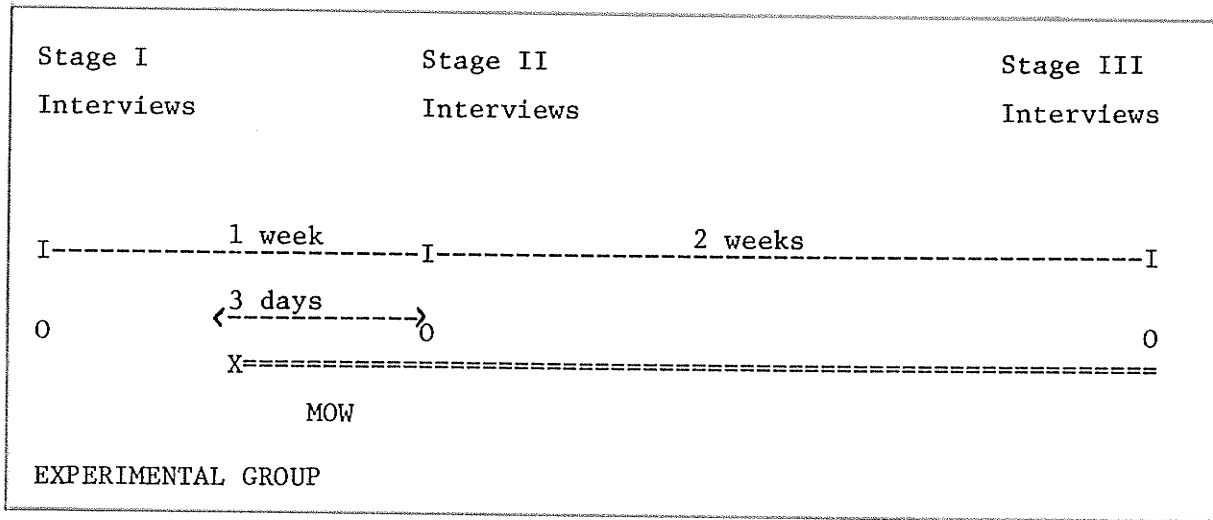 Stage I Stage II Stage III
Interviews Interviews Interviews
1 week 2 weeks
I------------------------I---------------------------------------------I
<-3 days------------>
O O O
X==========================================================
MOW
EXPERIMENTAL GROUP